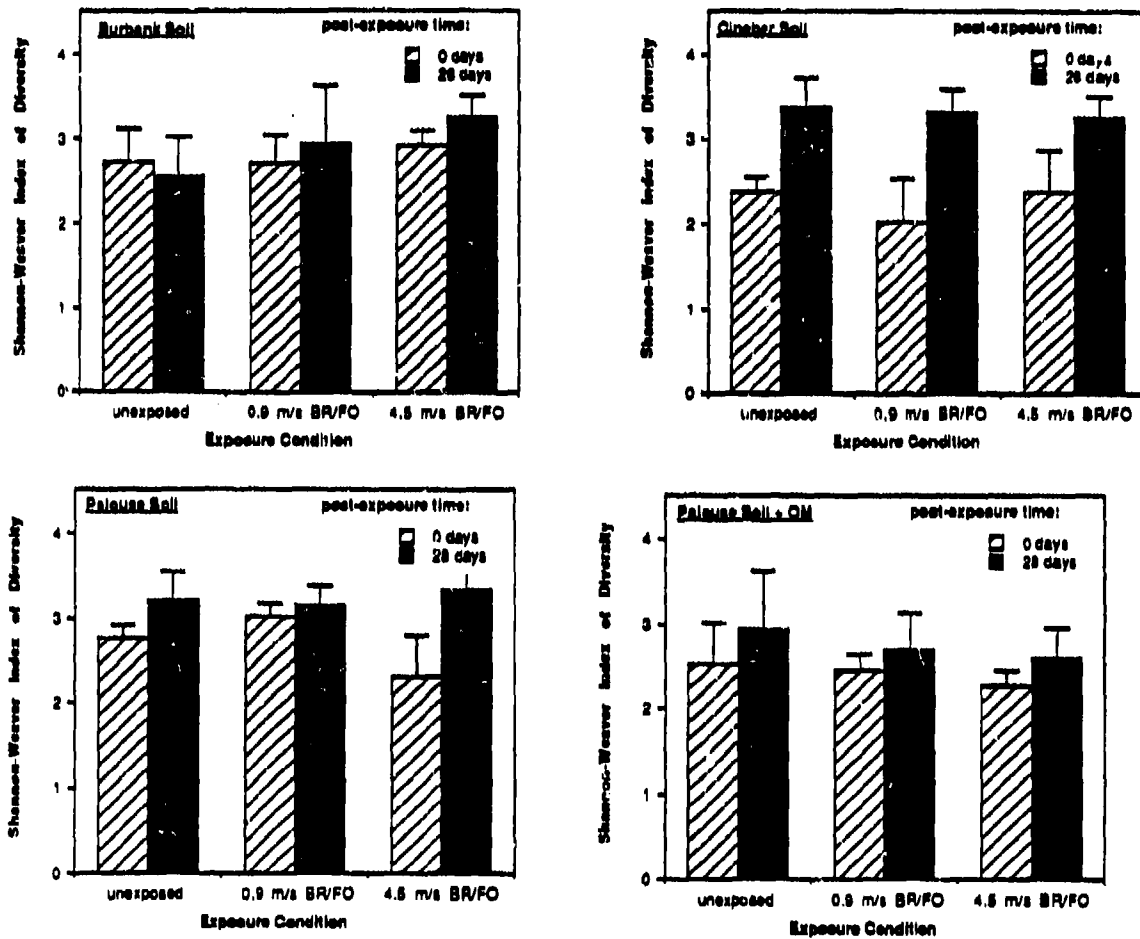 Burbank Soil post-exposure time:
0 days
28 days
Shannon-Weaver Index of Diversity
4
3
2
1
0
unexposed 0.9 m/s BR/FO 4.5 m/s BR/FO
Exposure Condition
Cinebar Soil post-exposure time:
0 days
28 days
Shannon-Weaver Index of Diversity
4
3
2
1
0
unexposed 0.9 m/s BR/FO 4.5 m/s BR/FO
Exposure Condition
Palouse Soil post-exposure time:
0 days
28 days
Shannon-Weaver Index of Diversity
4
3
2
1
0
unexposed 0.9 m/s BR/FO 4.5 m/s BR/FO
Exposure Condition
Palouse Soil + OM post-exposure time:
0 days
28 days
Shannon-Weaver Index of Diversity
4
3
2
1
0
unexposed 0.9 m/s BR/FO 4.5 m/s BR/FO
Exposure Condition